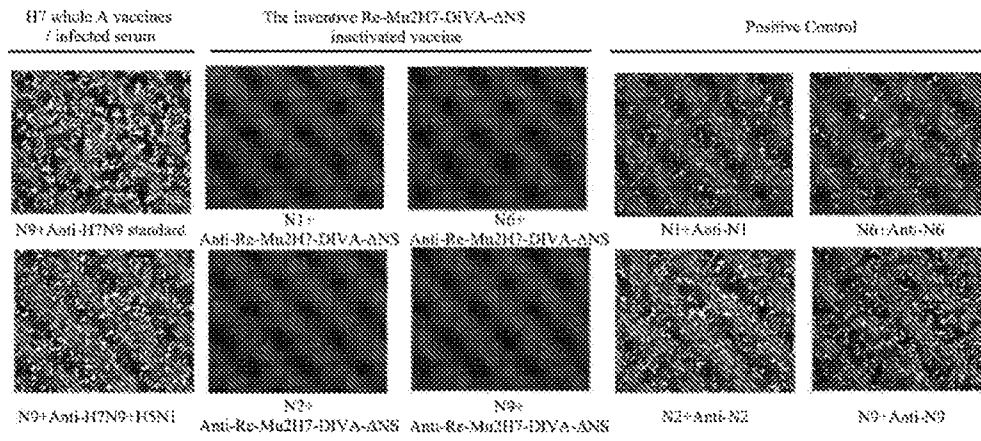 H7 whole A vaccines
/ infected serum
The inventive Re-Mu2H7-DIVA-ΔNS
inactivated vaccine
Positive Control
N9+Anti-H7N9 standard
N1+
Anti-Re-Mu2H7-DIVA-ΔNS
N6+
Anti-Re-Mu2H7-DIVA-ΔNS
N1+Anti-N1
N6+Anti-N6
N9+Anti-H7N9+H5N1
N2+
Anti-Re-Mu2H7-DIVA-ΔNS
N9+
Anti-Re-Mu2H7-DIVA-ΔNS
N2+Anti-N2
N9+Anti-N9